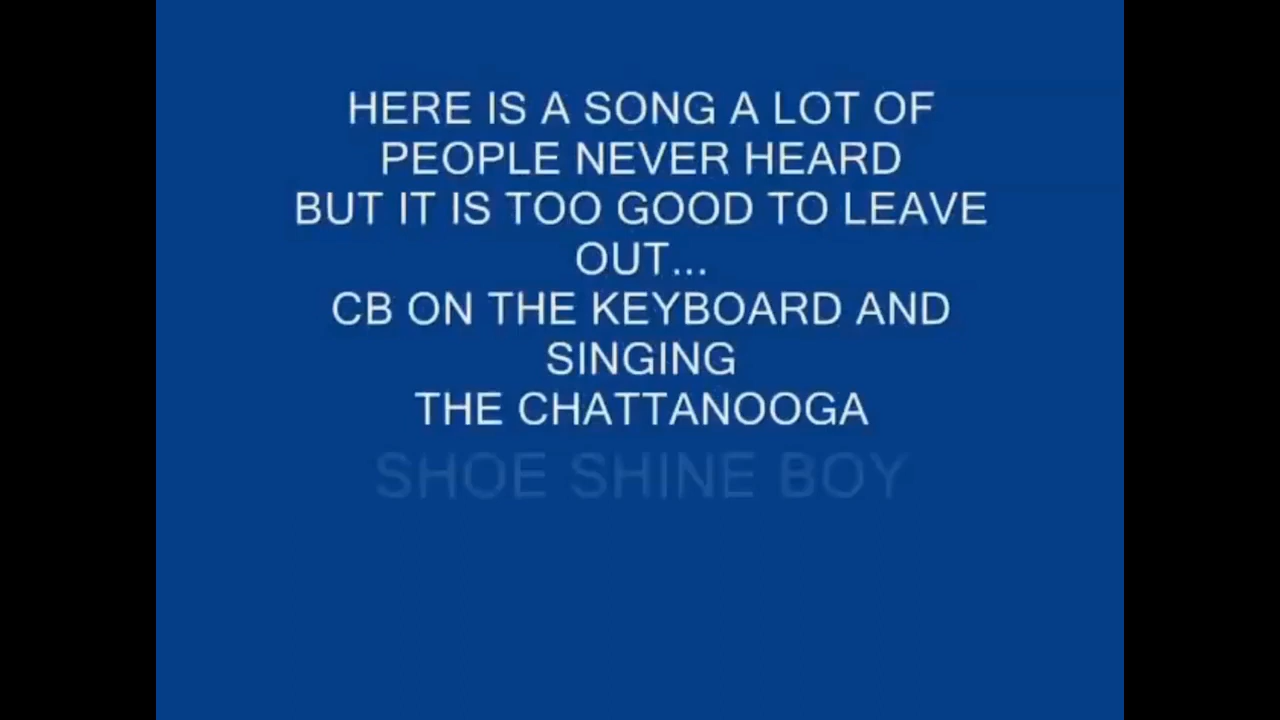 HERE IS A SONG A LOT OF
PEOPLE NEVER HEARD
BUT IT IS TOO GOOD TO LEAVE
OUT...
CB ON THE KEYBOARD AND
SINGING
THE CHATTANOOGA
SHOE SHINE BOY